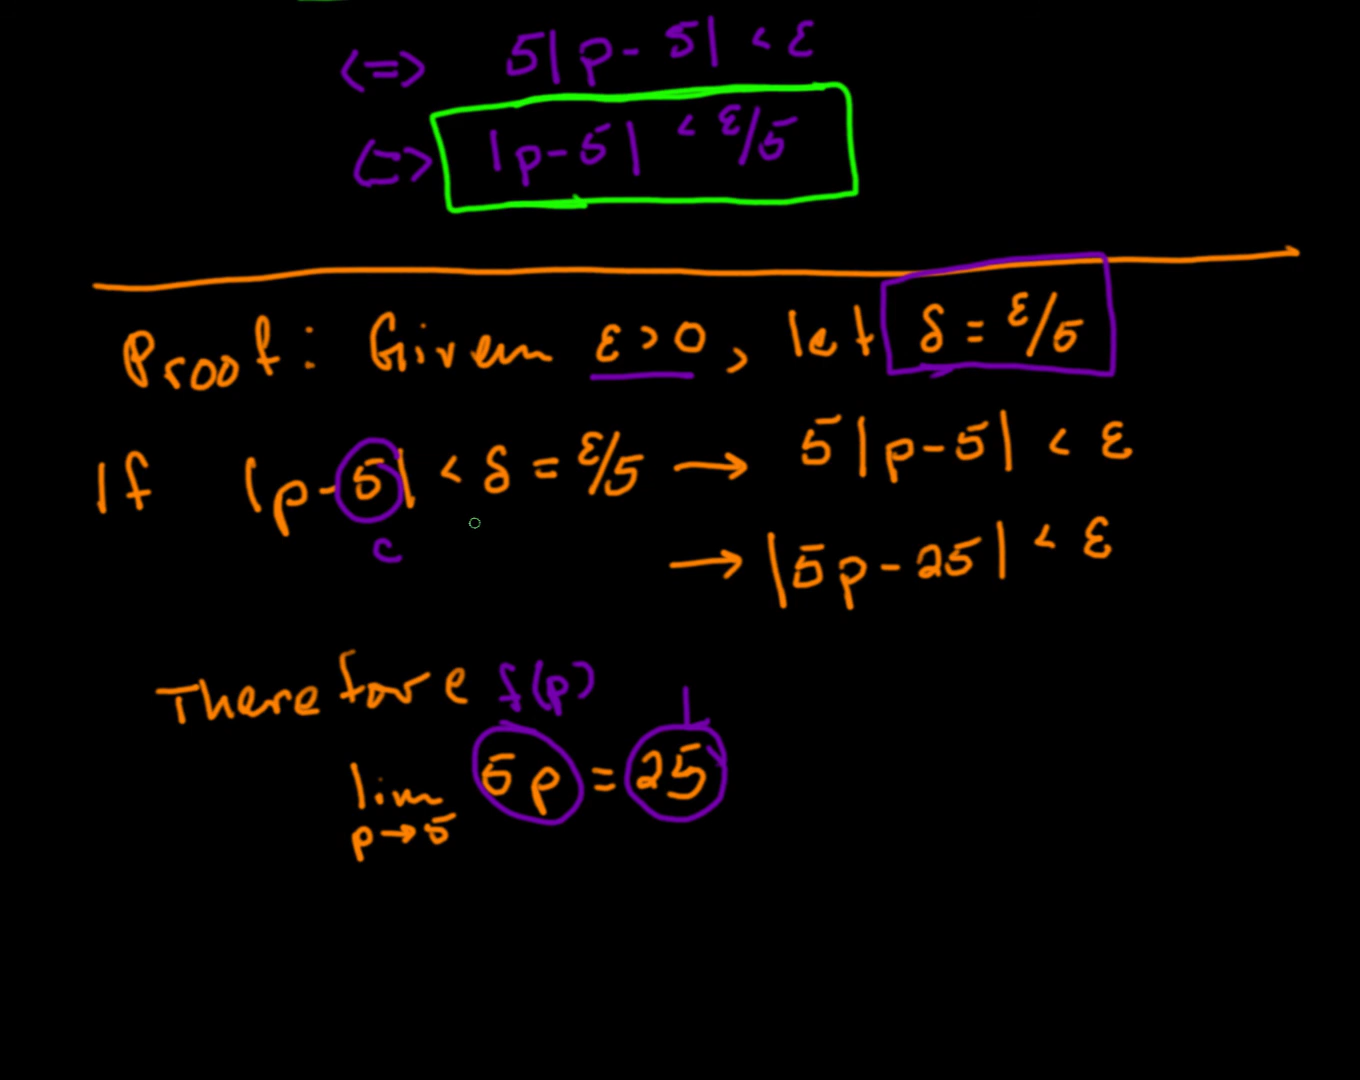 <=> 5|p-5| < ε
<=> |p-5| < ε/5
Proof: Given ε>0, let δ = ε/5
If |p-5| < δ = ε/5 → 5|p-5| < ε
c
→ |5p-25| < ε
Therefore f(p) L
lim 5p = 25
p→5